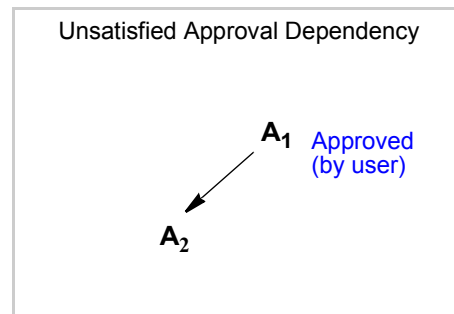 Unsatisfied Approval Dependency
A₁ Approved
(by user)
A₂